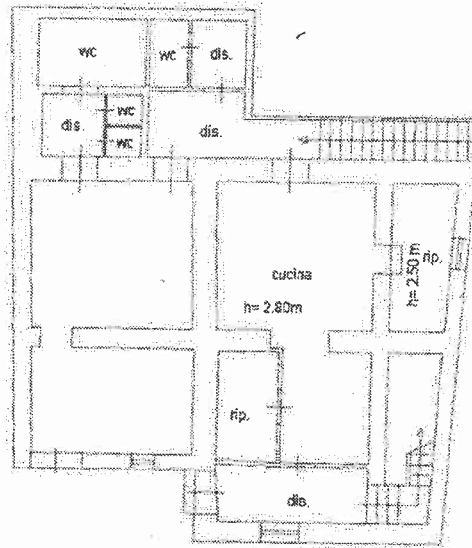 wc
wc
dis.
dis.
wc
wc
dis.
cucina
h= 2.80m
rip.
h= 2.50 m
rip.
dis.